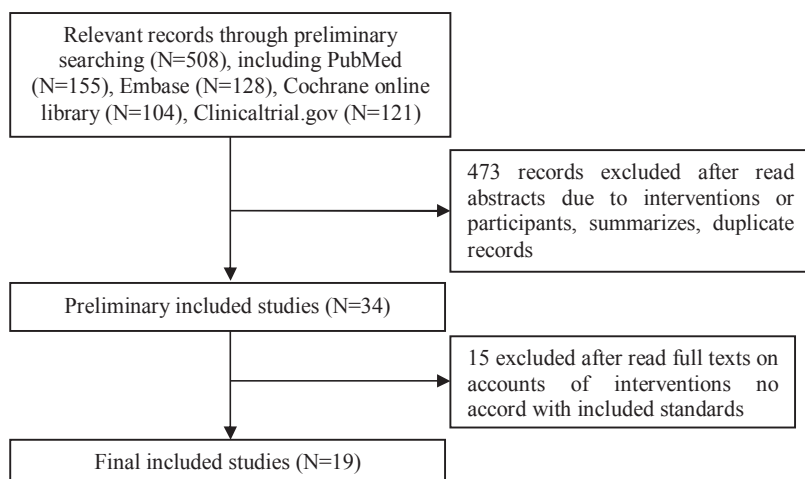 Relevant records through preliminary
searching (N=508), including PubMed
(N=155), Embase (N=128), Cochrane online
library (N=104), Clinicaltrial.gov (N=121)
473 records excluded after read
abstracts due to interventions or
participants, summarizes, duplicate
records
Preliminary included studies (N=34)
15 excluded after read full texts on
accounts of interventions no
accord with included standards
Final included studies (N=19)